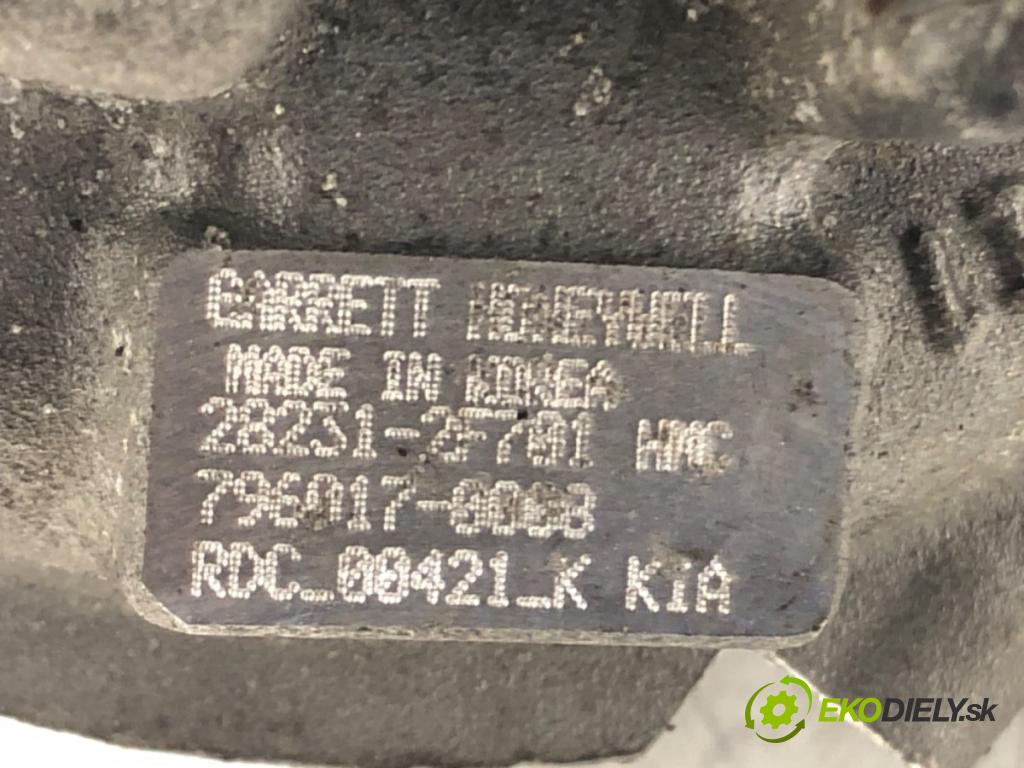 GARRETT HONEYWELL
MADE IN KOREA
28231-2F701 HMC
796017-0008
RDC_00421_K KIA
EKODIELY.sk